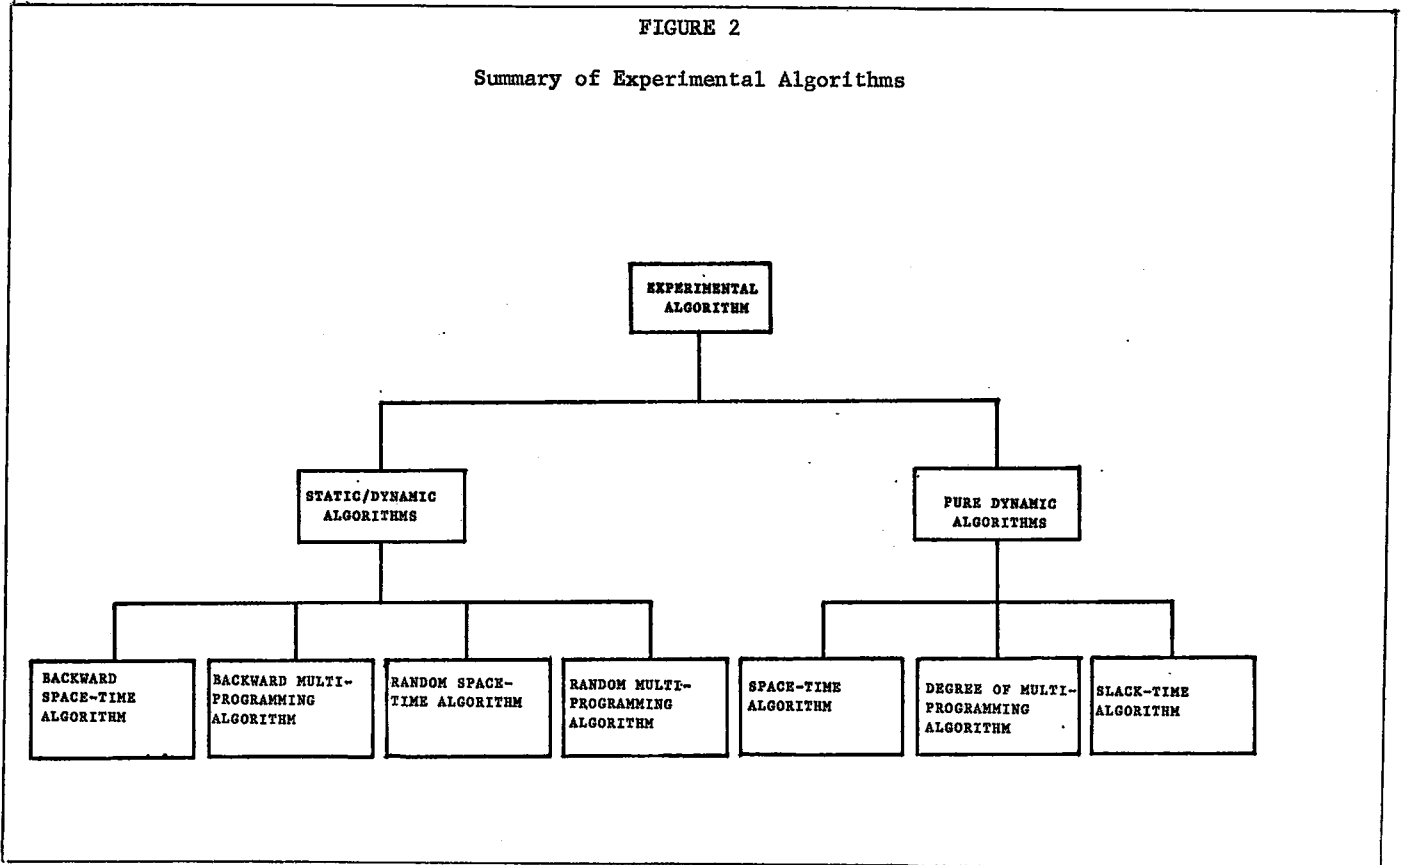 FIGURE 2
Summary of Experimental Algorithms
EXPERIMENTAL
ALGORITHM
STATIC/DYNAMIC
ALGORITHMS
PURE DYNAMIC
ALGORITHMS
BACKWARD
SPACE-TIME
ALGORITHM
BACKWARD MULTI-
PROGRAMMING
ALGORITHM
RANDOM SPACE-
TIME ALGORITHM
RANDOM MULTI-
PROGRAMMING
ALGORITHM
SPACE-TIME
ALGORITHM
DEGREE OF MULTI-
PROGRAMMING
ALGORITHM
SLACK-TIME
ALGORITHM